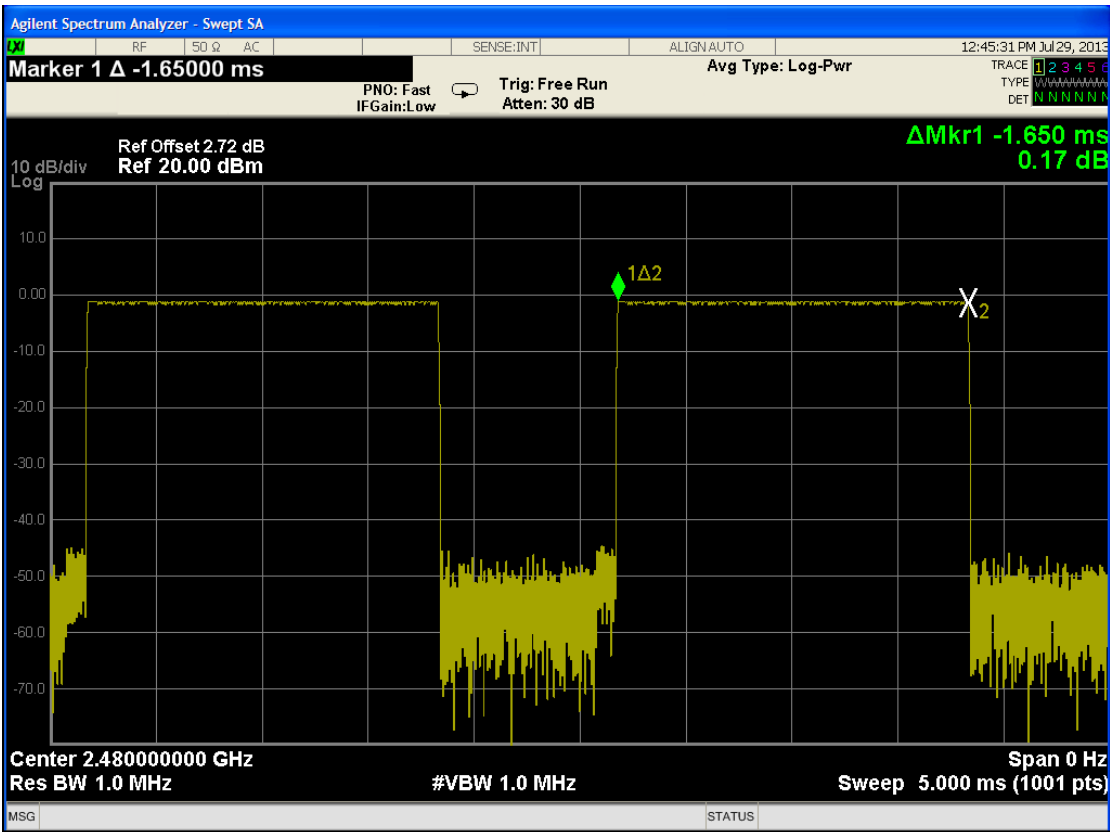 Agilent Spectrum Analyzer - Swept SA
LXI RF 50 Ω AC SENSE:INT ALIGN AUTO 12:45:31 PM Jul 29, 2013
Marker 1 Δ -1.65000 ms
PNO: Fast
IFGain:Low
Trig: Free Run
Atten: 30 dB
Avg Type: Log-Pwr
TRACE 1 2 3 4 5 6
TYPE
DET N N N N N N
ΔMkr1 -1.650 ms
0.17 dB
Ref Offset 2.72 dB
10 dB/div Ref 20.00 dBm
Log
10.0
1Δ2
0.00
2
-10.0
-20.0
-30.0
-40.0
-50.0
-60.0
-70.0
Center 2.480000000 GHz Span 0 Hz
Res BW 1.0 MHz #VBW 1.0 MHz Sweep 5.000 ms (1001 pts)
MSG STATUS